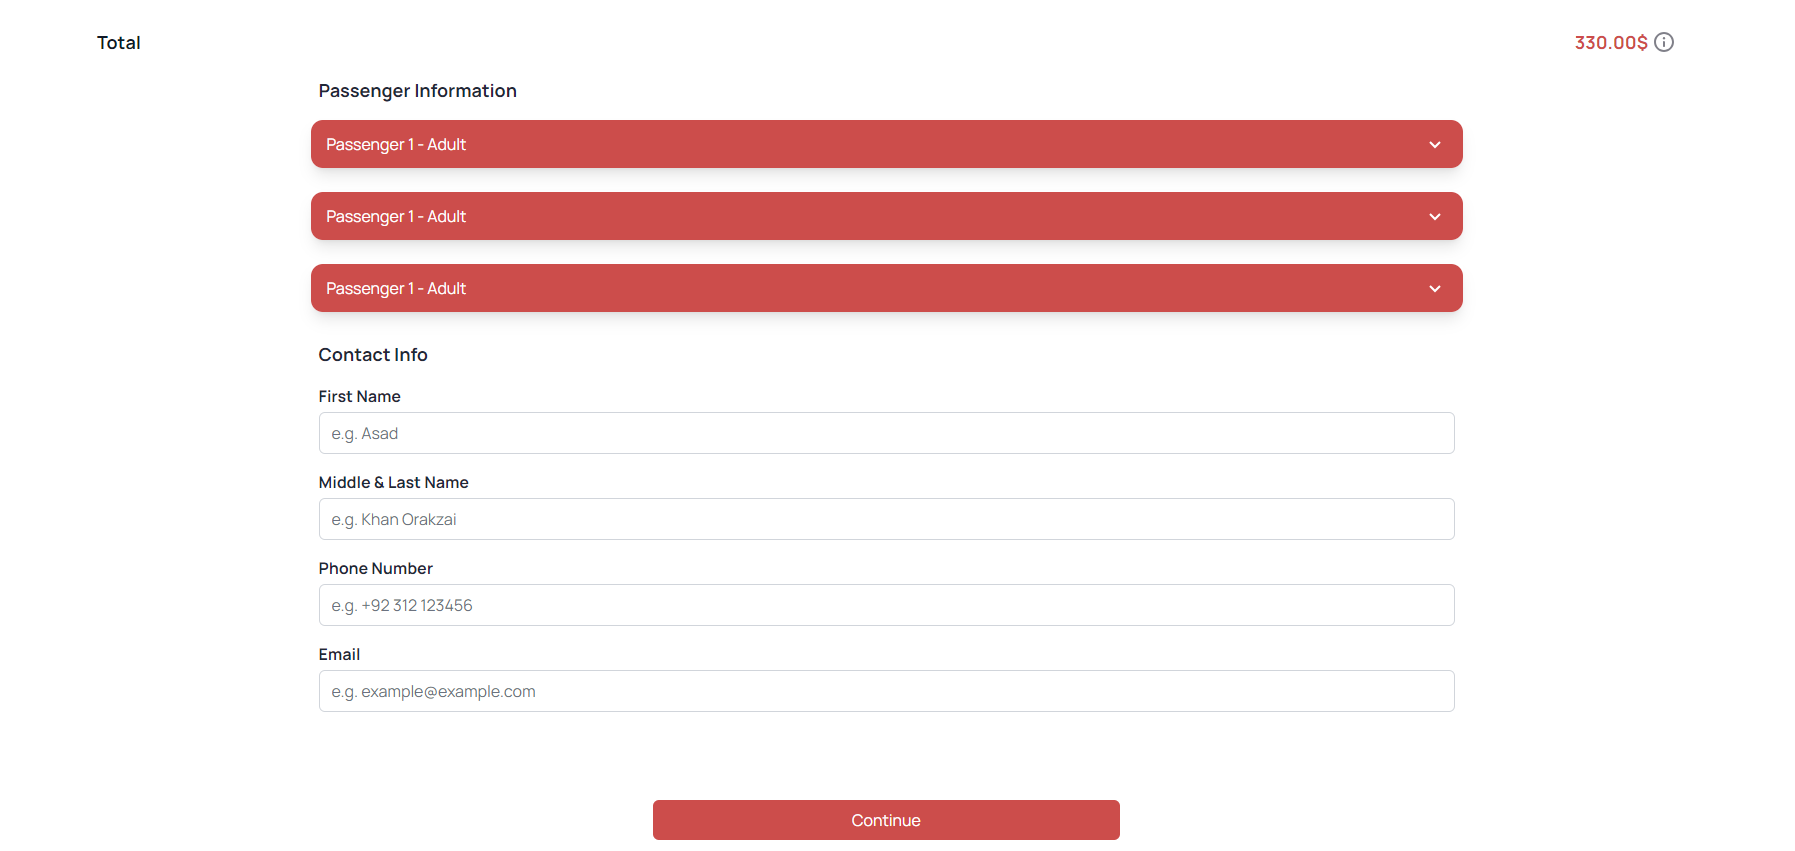 Total 330.00$
Passenger Information
Passenger 1 - Adult
Passenger 1 - Adult
Passenger 1 - Adult
Contact Info
First Name
e.g. Asad
Middle & Last Name
e.g. Khan Orakzai
Phone Number
e.g. +92 312 123456
Email
e.g. example@example.com
Continue